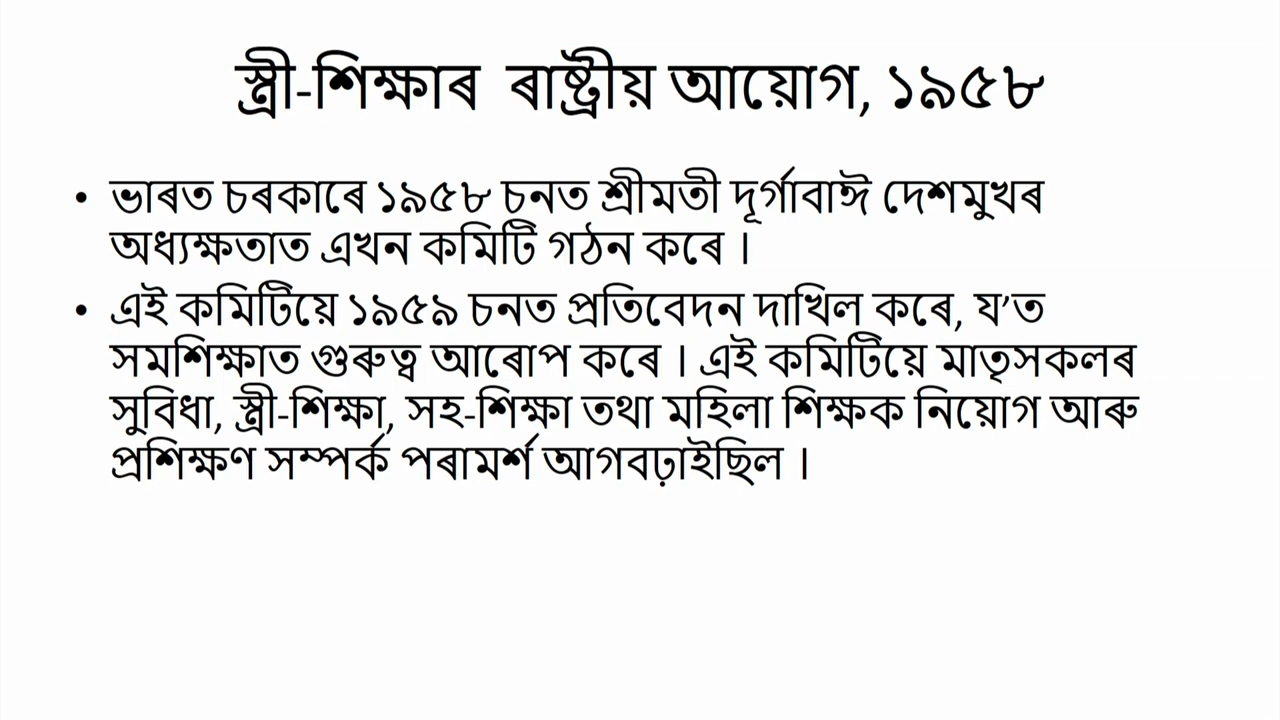 স্ত্ৰী-শিক্ষাৰ ৰাষ্ট্ৰীয় আয়োগ, ১৯৫৮
• ভাৰত চৰকাৰে ১৯৫৮ চনত শ্ৰীমতী দূৰ্গাবাঈ দেশমুখৰ
অধ্যক্ষতাত এখন কমিটি গঠন কৰে ।
• এই কমিটিয়ে ১৯৫৯ চনত প্ৰতিবেদন দাখিল কৰে, য’ত
সমশিক্ষাত গুৰুত্ব আৰোপ কৰে । এই কমিটিয়ে মাতৃসকলৰ
সুবিধা, স্ত্ৰী-শিক্ষা, সহ-শিক্ষা তথা মহিলা শিক্ষক নিয়োগ আৰু
প্ৰশিক্ষণ সম্পৰ্ক পৰামৰ্শ আগবঢ়াইছিল ।